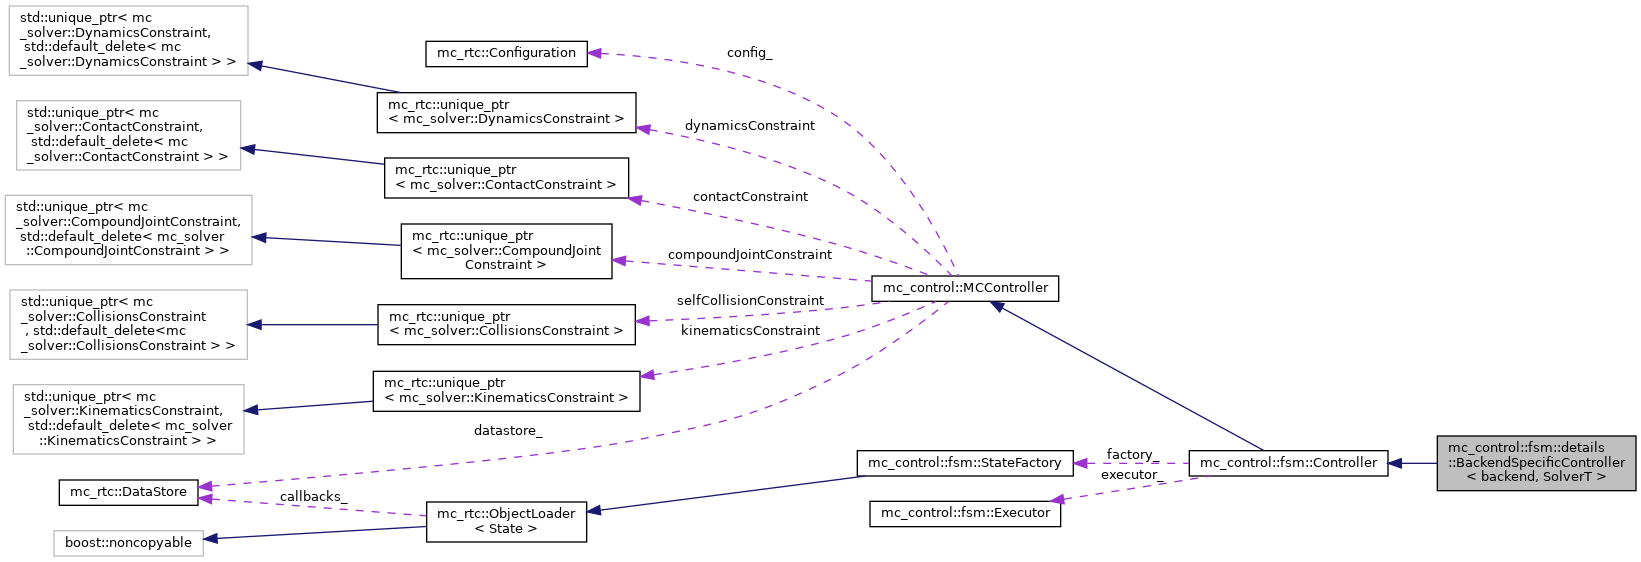 std::unique_ptr< mc
_solver::DynamicsConstraint,
std::default_delete< mc
_solver::DynamicsConstraint > >
std::unique_ptr< mc
_solver::ContactConstraint,
std::default_delete< mc
_solver::ContactConstraint > >
std::unique_ptr< mc
_solver::CompoundJointConstraint,
std::default_delete< mc_solver
::CompoundJointConstraint > >
std::unique_ptr< mc
_solver::CollisionsConstraint
, std::default_delete<mc
_solver::CollisionsConstraint > >
std::unique_ptr< mc
_solver::KinematicsConstraint,
std::default_delete< mc_solver
::KinematicsConstraint > >
mc_rtc::DataStore
boost::noncopyable
mc_rtc::Configuration
mc_rtc::unique_ptr
< mc_solver::DynamicsConstraint >
mc_rtc::unique_ptr
< mc_solver::ContactConstraint >
mc_rtc::unique_ptr
< mc_solver::CompoundJoint
Constraint >
mc_rtc::unique_ptr
< mc_solver::CollisionsConstraint >
mc_rtc::unique_ptr
< mc_solver::KinematicsConstraint >
datastore_
callbacks_
mc_rtc::ObjectLoader
< State >
config_
dynamicsConstraint
contactConstraint
compoundJointConstraint
selfCollisionConstraint
kinematicsConstraint
mc_control::MCController
mc_control::fsm::StateFactory
mc_control::fsm::Executor
factory_
executor_
mc_control::fsm::Controller
mc_control::fsm::details
::BackendSpecificController
< backend, SolverT >